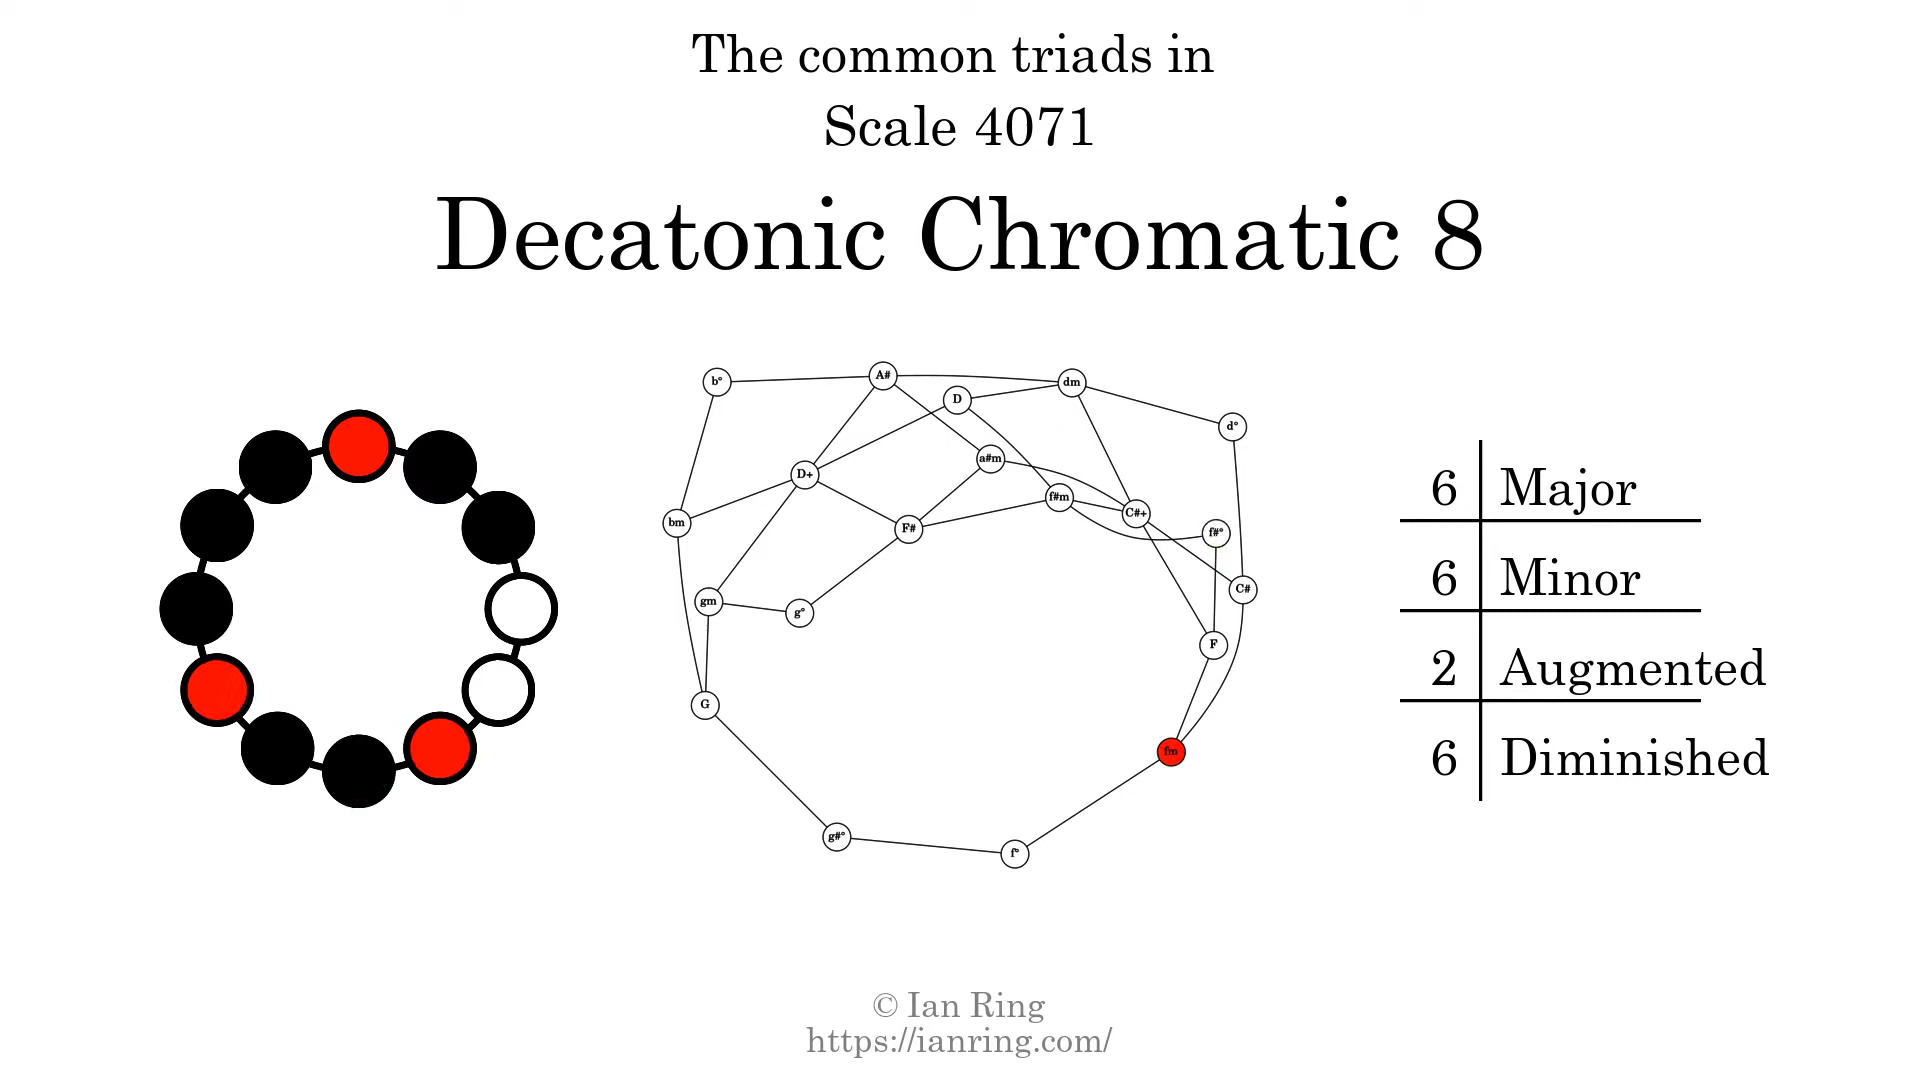 The common triads in
Scale 4071
Decatonic Chromatic 8
b°
A#
dm
D
d°
a#m
D+
f#m
C#+
bm
F#
f#°
C#
gm
g°
F
G
fm
g#°
f°
6 Major
6 Minor
2 Augmented
6 Diminished
© Ian Ring
https://ianring.com/